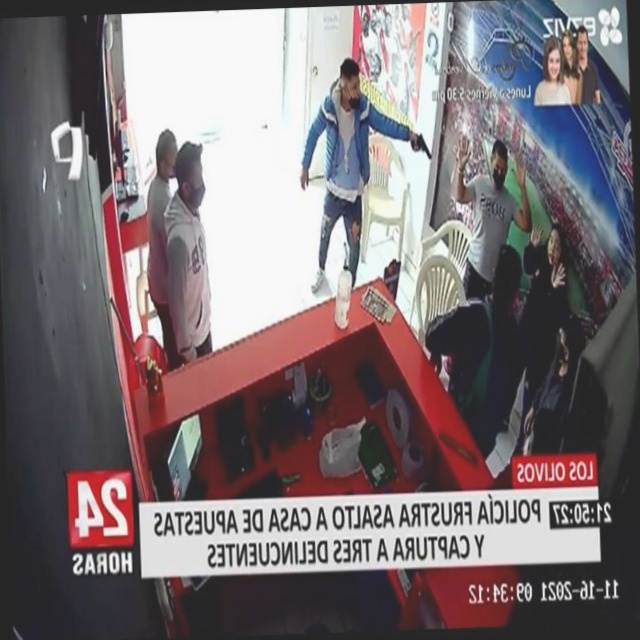 ezviz
Lunes a viernes 5:30 pm
LOS OLIVOS
21:50:27
POLICÍA FRUSTRA ASALTO A CASA DE APUESTAS
Y CAPTURA A TRES DELINCUENTES
24
HORAS
11-16-2021 09:34:12